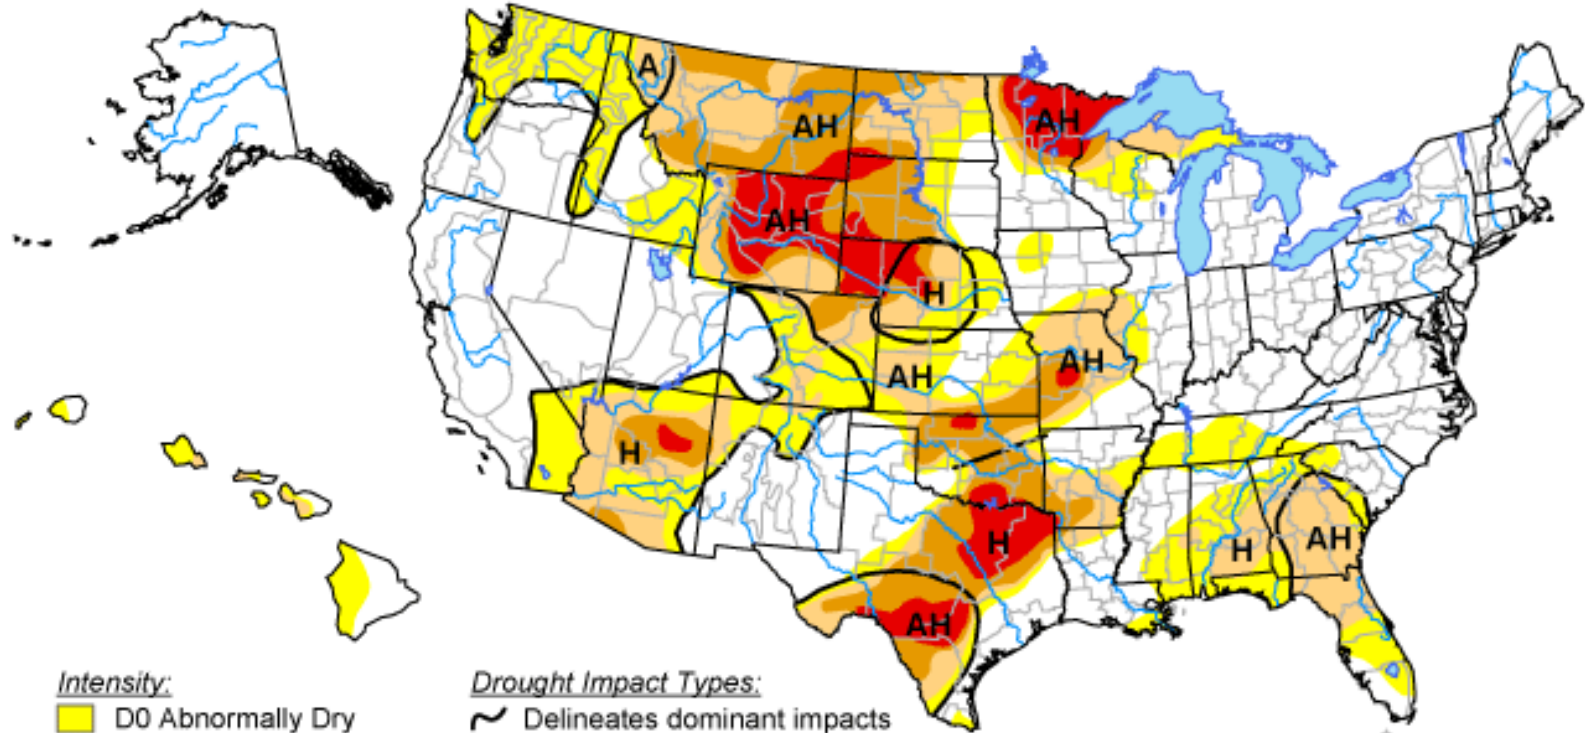 A
AH
AH
AH
H
AH
AH
H
H
H
AH
AH
Intensity:
Drought Impact Types:
D0 Abnormally Dry
Delineates dominant impacts